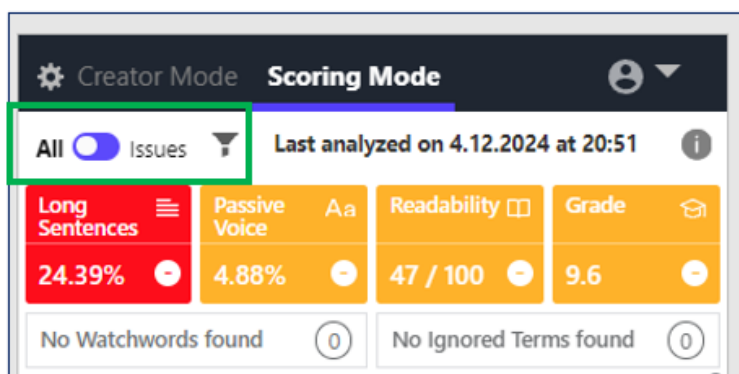 Creator Mode Scoring Mode
All Issues Last analyzed on 4.12.2024 at 20:51 i
Long Sentences Passive Voice Aa Readability Grade
24.39% 4.88% 47 / 100 9.6
No Watchwords found 0 No Ignored Terms found 0